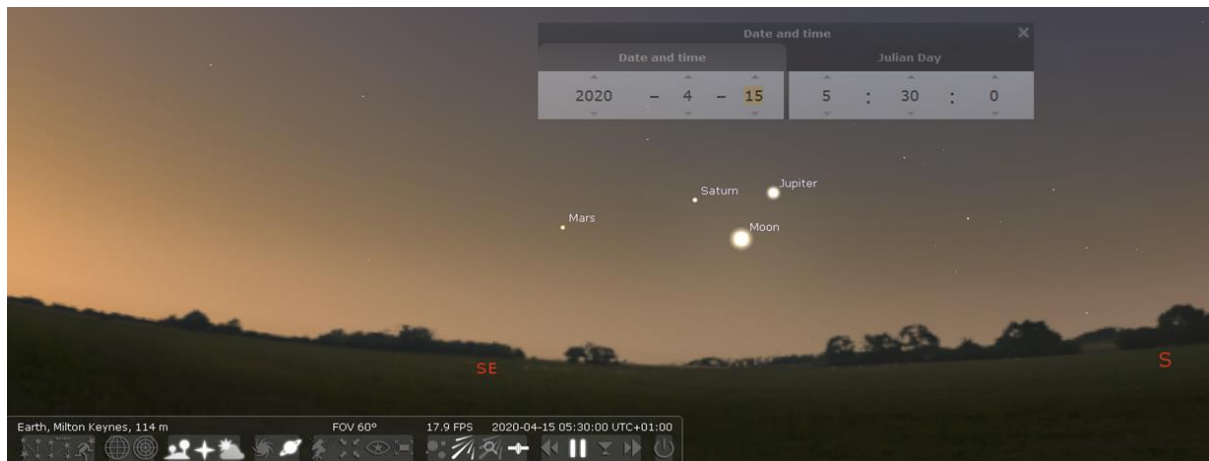 Date and time
Date and time Julian Day
2020 – 4 – 15 5 : 30 : 0
Saturn Jupiter
Mars
Moon
SE S
Earth, Milton Keynes, 114 m FOV 60° 17.9 FPS 2020-04-15 05:30:00 UTC+01:00